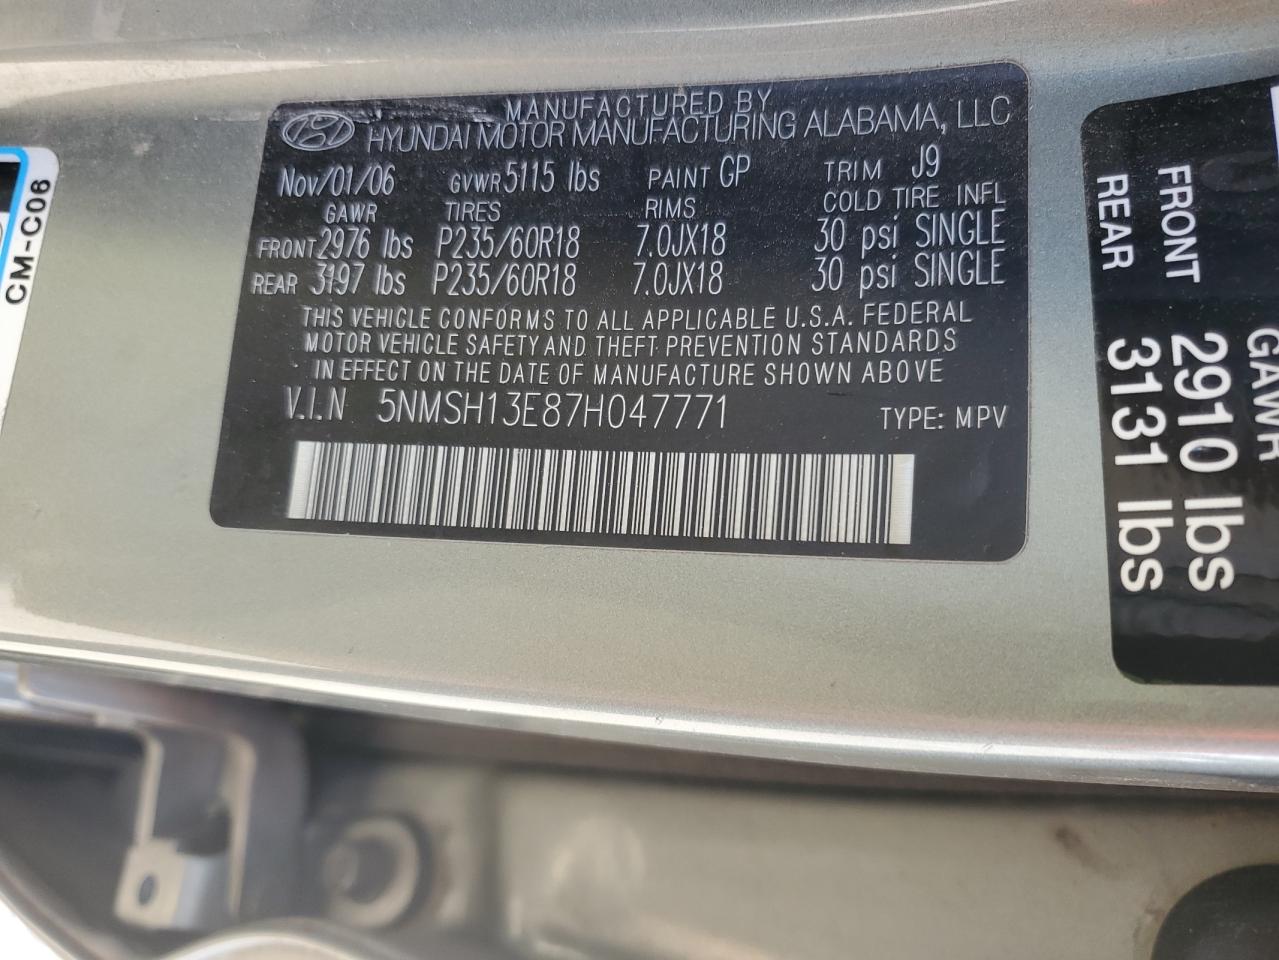 MANUFACTURED BY
HYUNDAI MOTOR MANUFACTURING ALABAMA, LLC
Nov/01/06 GVWR 5115 lbs PAINT GP TRIM J9
GAWR TIRES RIMS COLD TIRE INFL
FRONT 2976 lbs P235/60R18 7.0JX18 30 psi SINGLE
REAR 3197 lbs P235/60R18 7.0JX18 30 psi SINGLE
THIS VEHICLE CONFORMS TO ALL APPLICABLE U.S.A. FEDERAL
MOTOR VEHICLE SAFETY AND THEFT PREVENTION STANDARDS
IN EFFECT ON THE DATE OF MANUFACTURE SHOWN ABOVE
V.I.N 5NMSH13E87H047771 TYPE: MPV
CM-C06
GAWR
FRONT 2910 lbs
REAR 3131 lbs